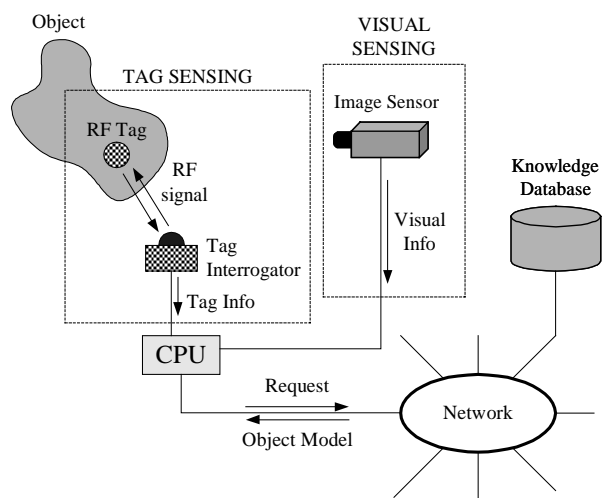 Object
VISUAL
SENSING
TAG SENSING
Image Sensor
RF Tag
RF
signal
Knowledge
Database
Visual
Info
Tag
Interrogator
Tag Info
CPU
Request
Network
Object Model